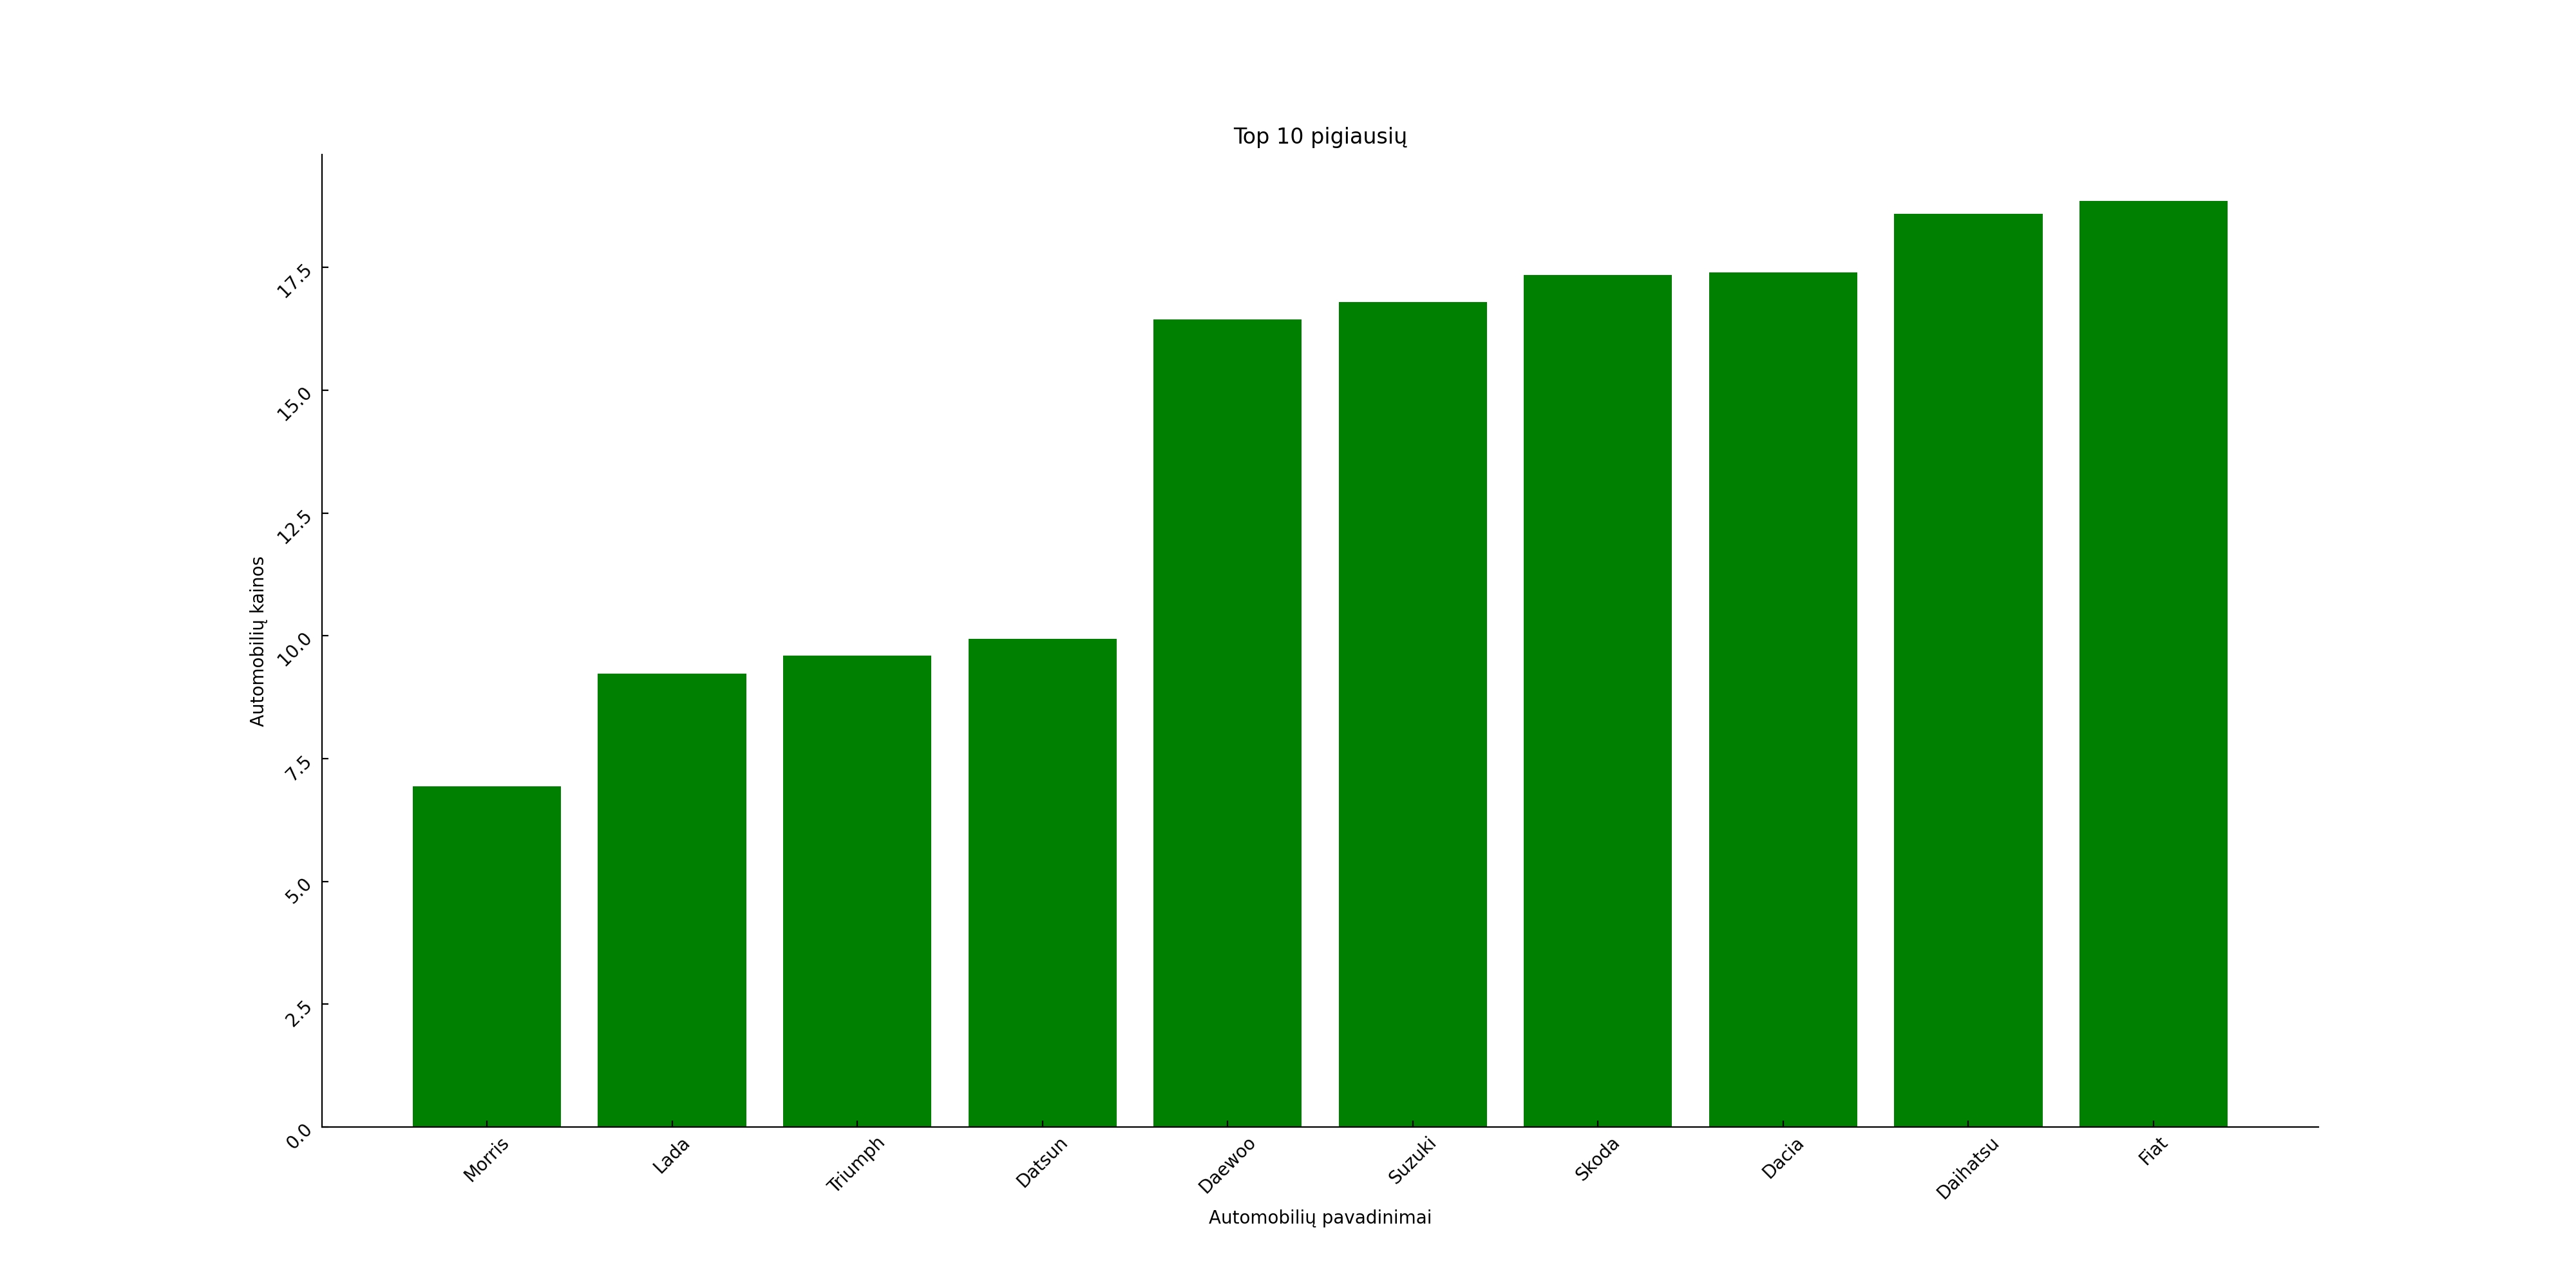 Top 10 pigiausių
Automobilių kainos
17.5
15.0
12.5
10.0
7.5
5.0
2.5
0.0
Morris Lada Triumph Datsun Daewoo Suzuki Skoda Dacia Daihatsu Fiat
Automobilių pavadinimai